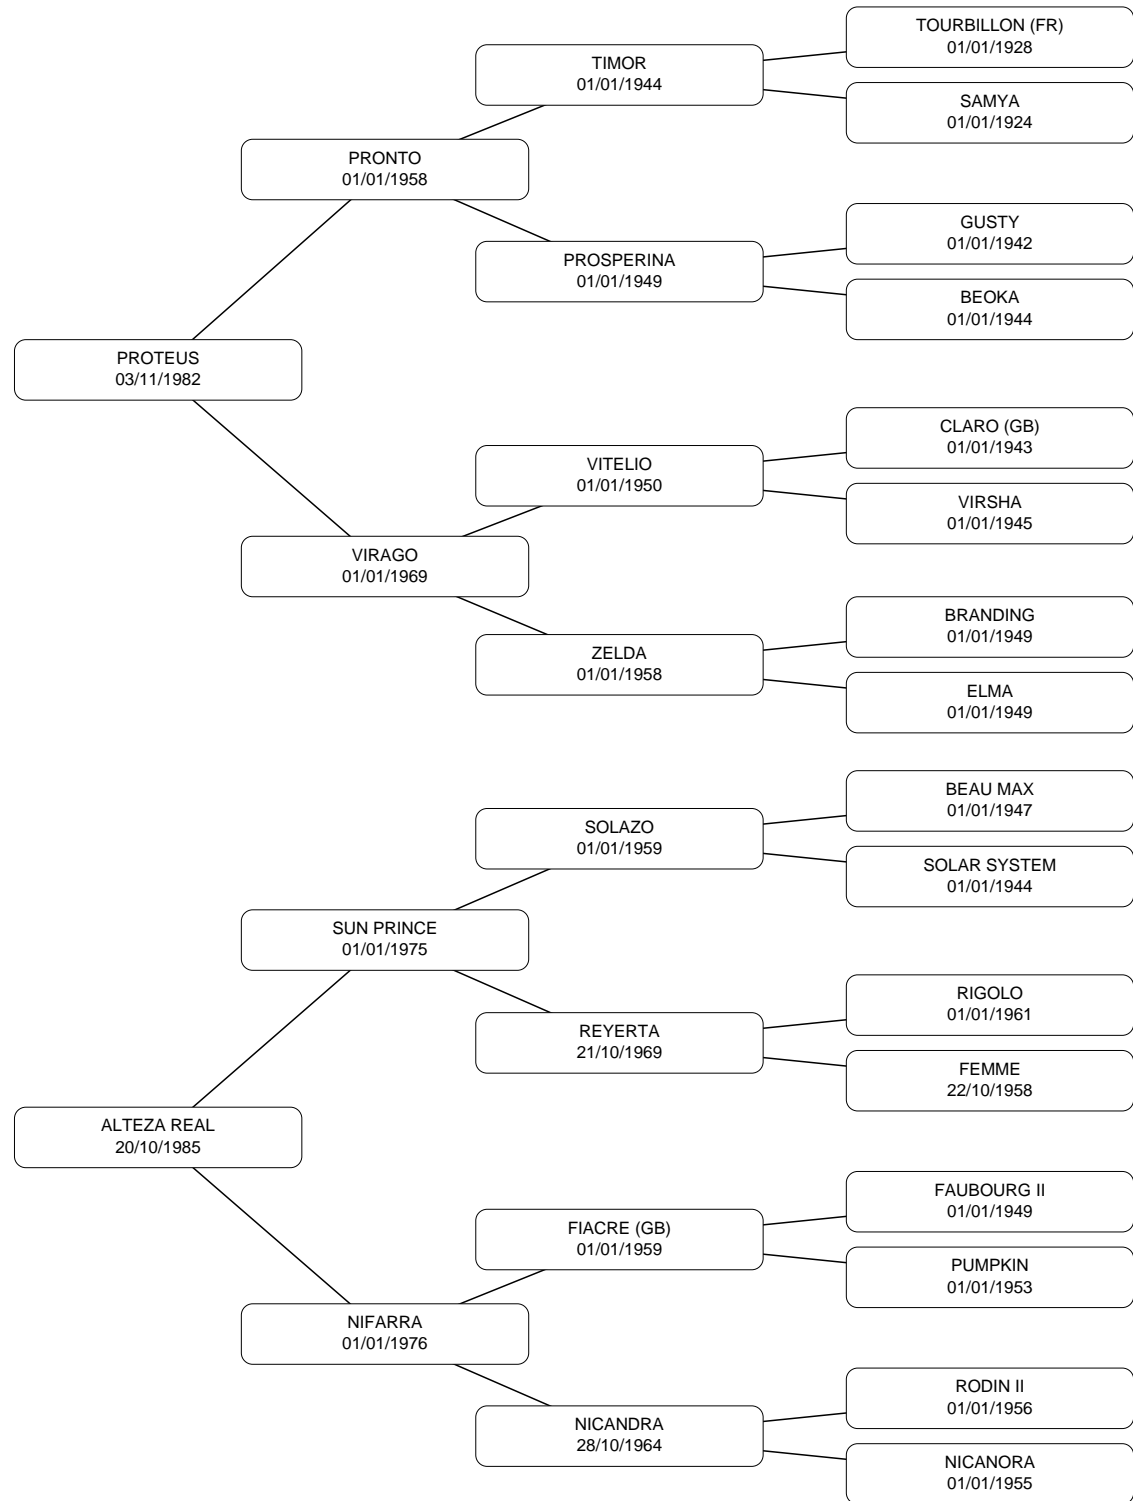 TOURBILLON (FR)
01/01/1928
TIMOR
01/01/1944
SAMYA
01/01/1924
PRONTO
01/01/1958
GUSTY
01/01/1942
PROSPERINA
01/01/1949
BEOKA
01/01/1944
PROTEUS
03/11/1982
CLARO (GB)
01/01/1943
VITELIO
01/01/1950
VIRSHA
01/01/1945
VIRAGO
01/01/1969
BRANDING
01/01/1949
ZELDA
01/01/1958
ELMA
01/01/1949
BEAU MAX
01/01/1947
SOLAZO
01/01/1959
SOLAR SYSTEM
01/01/1944
SUN PRINCE
01/01/1975
RIGOLO
01/01/1961
REYERTA
21/10/1969
FEMME
22/10/1958
ALTEZA REAL
20/10/1985
FAUBOURG II
01/01/1949
FIACRE (GB)
01/01/1959
PUMPKIN
01/01/1953
NIFARRA
01/01/1976
RODIN II
01/01/1956
NICANDRA
28/10/1964
NICANORA
01/01/1955